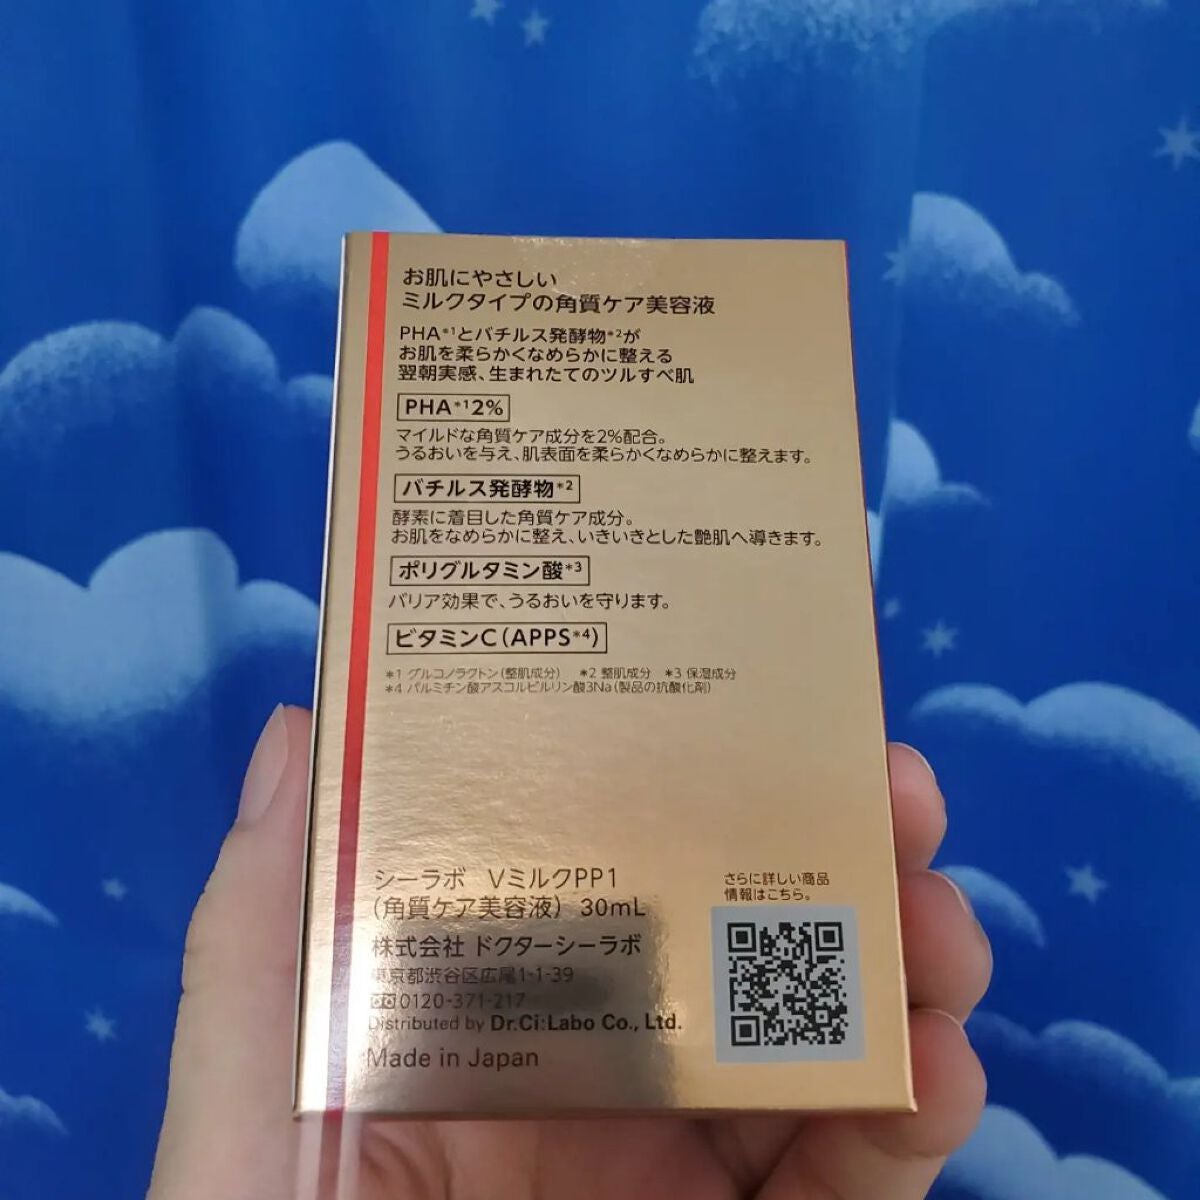 お肌にやさしい
ミルクタイプの角質ケア美容液
PHA*1とバチルス発酵物*2が
お肌を柔らかくなめらかに整える
翌朝実感、生まれたてのツルすべ肌
PHA*12%
マイルドな角質ケア成分を2%配合。
うるおいを与え、肌表面を柔らかくなめらかに整えます。
バチルス発酵物*2
酵素に着目した角質ケア成分。
お肌をなめらかに整え、いきいきとした艶肌へ導きます。
ポリグルタミン酸*3
バリア効果で、うるおいを守ります。
ビタミンC(APPS*4)
*1 グルコノラクトン(整肌成分) *2 整肌成分 *3 保湿成分
*4 パルミチン酸アスコルビルリン酸3Na(製品の抗酸化剤)
シーラボ VミルクPP1
(角質ケア美容液) 30mL
株式会社 ドクターシーラボ
東京都渋谷区広尾1-1-39
0120-371-217
Distributed by Dr.Ci:Labo Co., Ltd.
Made in Japan
さらに詳しい商品
情報はこちら。